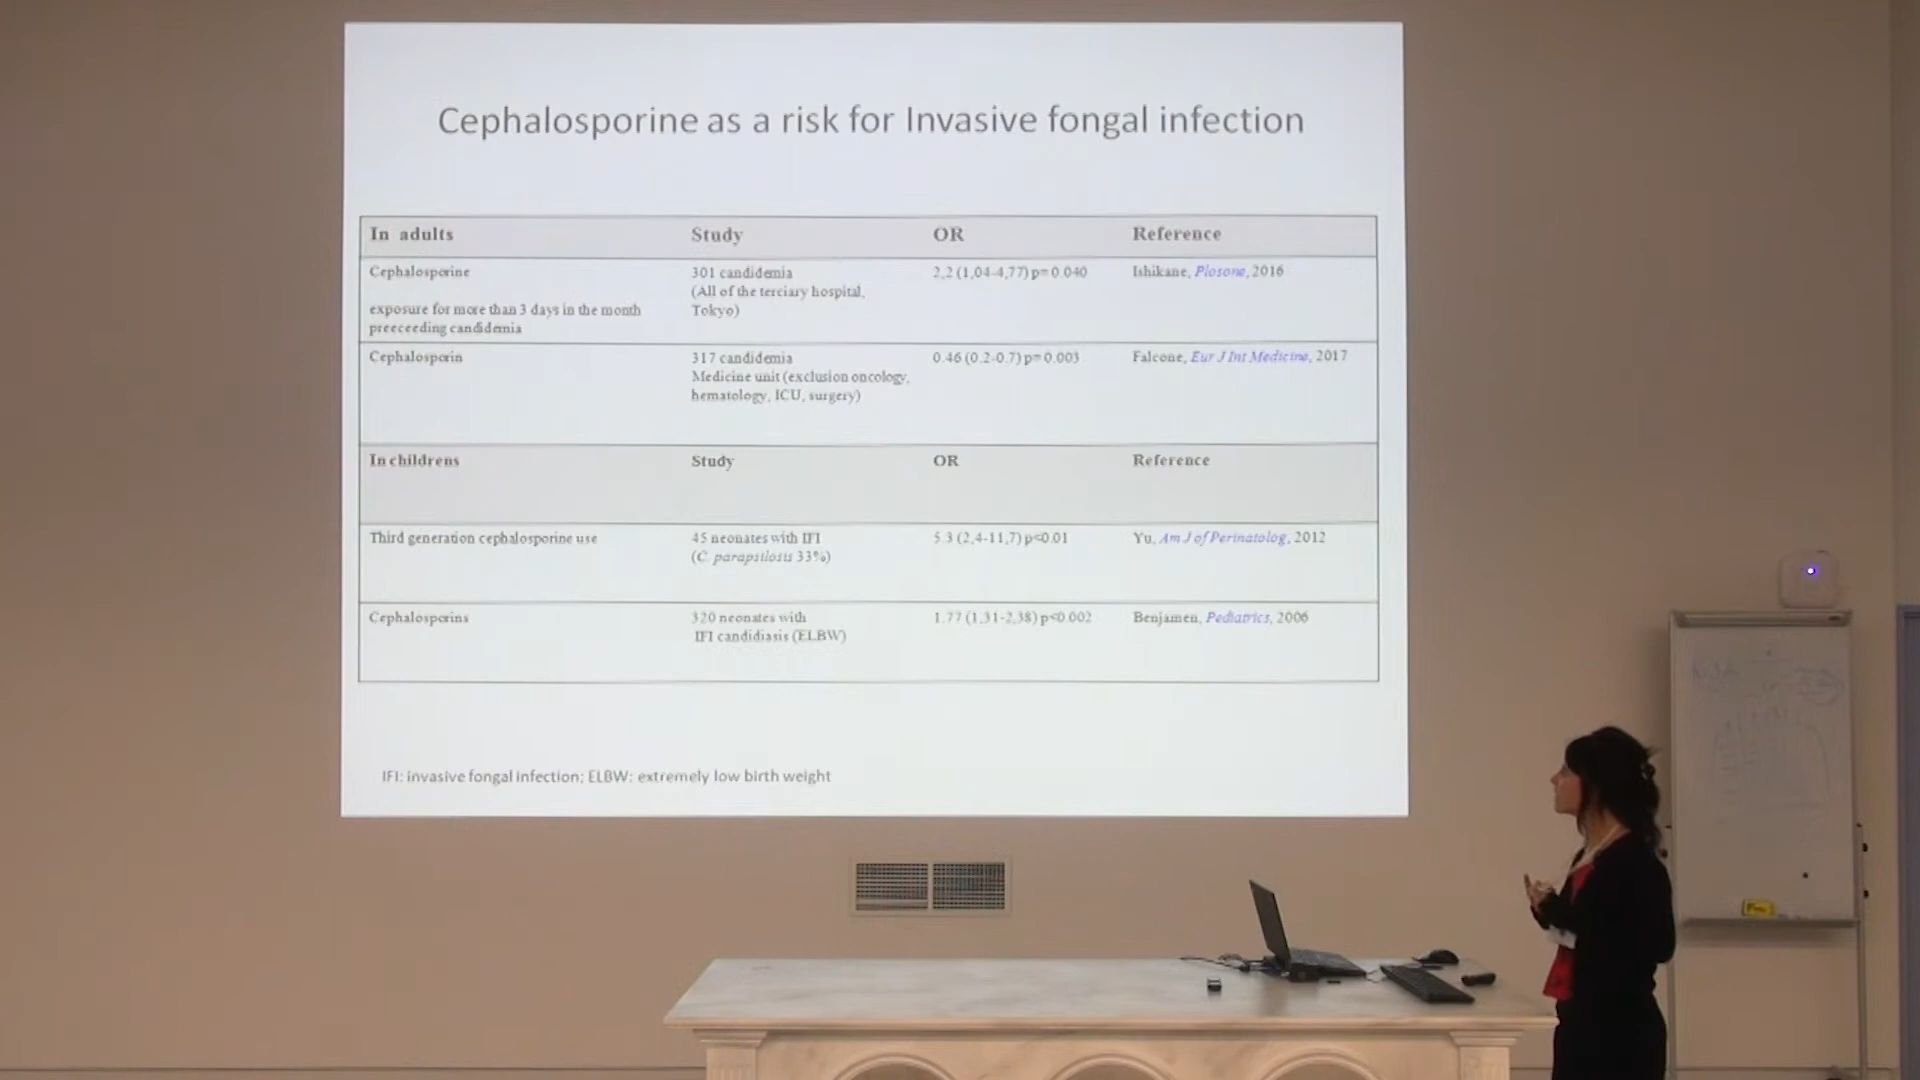 Cephalosporine as a risk for Invasive fongal infection
In adults Study OR Reference
Cephalosporine 301 candidemia 2,2 (1,04-4,77) p= 0.040 Ishikane, Plosone, 2016
(All of the terciary hospital,
exposure for more than 3 days in the month Tokyo)
preeceeding candidemia
Cephalosporin 317 candidemia 0.46 (0.2-0.7) p= 0.003 Falcone, Eur J Int Medicine, 2017
Medicine unit (exclusion oncology,
hematology, ICU, surgery)
In childrens Study OR Reference
Third generation cephalosporine use 45 neonates with IFI 5.3 (2,4-11,7) p<0.01 Yu, Am J of Perinatolog, 2012
(C. parapsilosis 33%)
Cephalosporins 320 neonates with 1.77 (1,31-2,38) p<0.002 Benjamen, Pediatrics, 2006
IFI candidiasis (ELBW)
IFI: invasive fongal infection; ELBW: extremely low birth weight